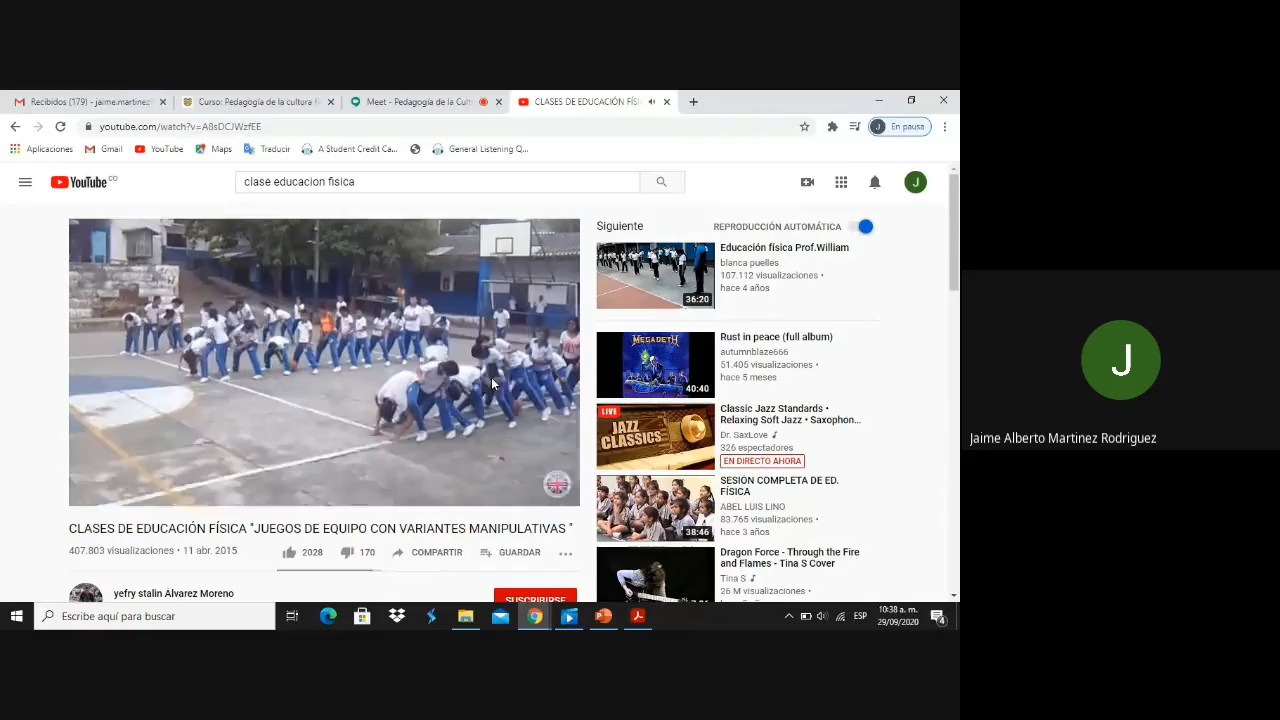 Recibidos (179) - jaime.martinez
Curso: Pedagogía de la cultura f
Meet - Pedagogía de la Cult
CLASES DE EDUCACIÓN FÍSI
youtube.com/watch?v=A8sDCJWzfEE
En pausa
Aplicaciones
Gmail
YouTube
Maps
Traducir
A Student Credit Ca...
General Listening Q...
YouTube CO
clase educacion fisica
J
Siguiente
REPRODUCCIÓN AUTOMÁTICA
Educación física Prof.William
blanca puelles
107.112 visualizaciones •
hace 4 años
36:20
MEGADETH
40:40
Rust in peace (full album)
autumnblaze666
51.405 visualizaciones •
hace 5 meses
LIVE
JAZZ
CLASSICS
Classic Jazz Standards •
Relaxing Soft Jazz • Saxophon...
Dr. SaxLove
326 espectadores
EN DIRECTO AHORA
SESIÓN COMPLETA DE ED.
FÍSICA
ABEL LUIS LINO
83.765 visualizaciones •
hace 3 años
38:46
Dragon Force - Through the Fire
and Flames - Tina S Cover
Tina S
26 M visualizaciones •
CLASES DE EDUCACIÓN FÍSICA "JUEGOS DE EQUIPO CON VARIANTES MANIPULATIVAS "
407.803 visualizaciones • 11 abr. 2015
2028
170
COMPARTIR
GUARDAR
yefry stalin Alvarez Moreno
SUSCRIBIRSE
Escribe aquí para buscar
ESP
10:38 a. m.
29/09/2020
4
J
Jaime Alberto Martinez Rodriguez